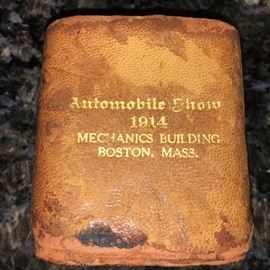 Automobile Show
1914
MECHANICS BUILDING
BOSTON, MASS.